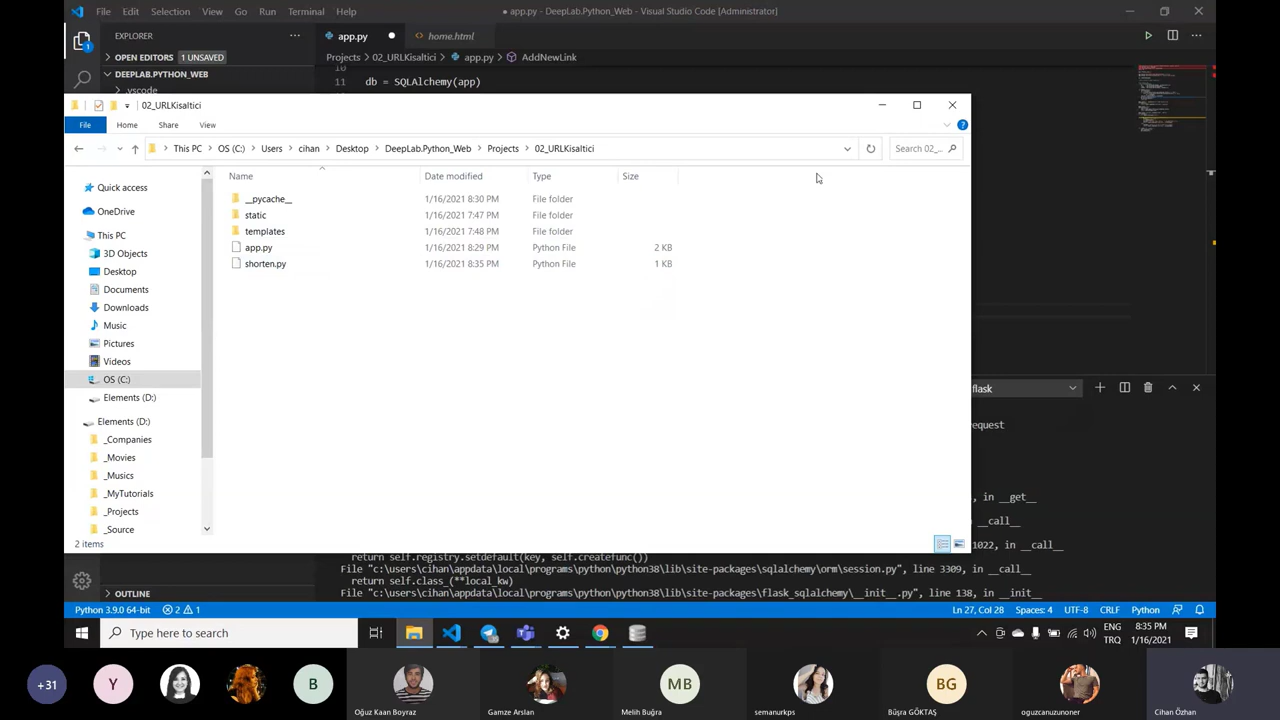 File Edit Selection View Go Run Terminal Help
● app.py - DeepLab.Python_Web - Visual Studio Code [Administrator]
EXPLORER
app.py ●
home.html
OPEN EDITORS 1 UNSAVED
Projects > 02_URLKisaltici > app.py > AddNewLink
DEEPLAB.PYTHON_WEB
.vscode
10
11 db = SQLAlchemy(app)
1
02_URLKisaltici
File Home Share View
This PC > OS (C:) > Users > cihan > Desktop > DeepLab.Python_Web > Projects > 02_URLKisaltici
Search 02_...
Name Date modified Type Size
__pycache__ 1/16/2021 8:30 PM File folder
static 1/16/2021 7:47 PM File folder
templates 1/16/2021 7:48 PM File folder
app.py 1/16/2021 8:29 PM Python File 2 KB
shorten.py 1/16/2021 8:35 PM Python File 1 KB
Quick access
OneDrive
This PC
3D Objects
Desktop
Documents
Downloads
Music
Pictures
Videos
OS (C:)
Elements (D:)
Elements (D:)
_Companies
_Movies
_Musics
_MyTutorials
_Projects
_Source
2 items
flask
equest
, in __get__
__call__
1022, in __call__
return self.registry.setdefault(key, self.createfunc())
File "c:\users\cihan\appdata\local\programs\python\python38\lib\site-packages\sqlalchemy\orm\session.py", line 3309, in __call__
return self.class_(**local_kw)
File "c:\users\cihan\appdata\local\programs\python\python38\lib\site-packages\flask_sqlalchemy\__init__.py", line 138, in __init__
OUTLINE
Python 3.9.0 64-bit 2 1
Ln 27, Col 28 Spaces: 4 UTF-8 CRLF Python
Type here to search
ENG
TRQ
8:35 PM
1/16/2021
+31
Y
B
Oğuz Kaan Boyraz
Gamze Arslan
MB
Melih Buğra
semanurkps
BG
Büşra GÖKTAŞ
oguzcanuzunoner
Cihan Özhan